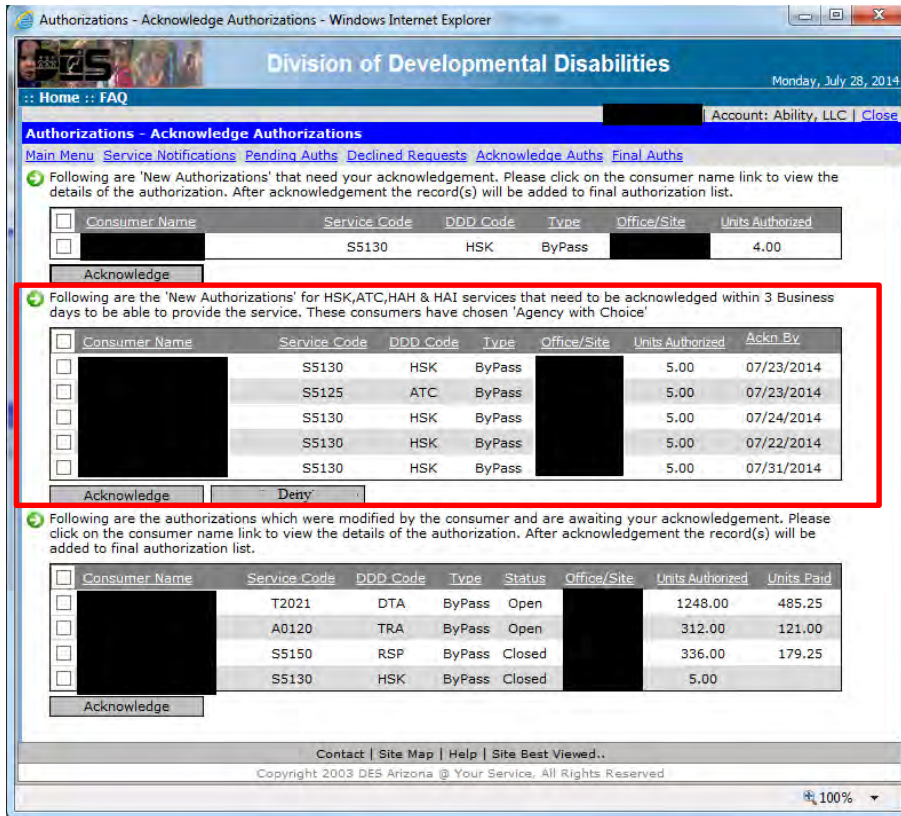 Authorizations - Acknowledge Authorizations - Windows Internet Explorer
DES
Division of Developmental Disabilities
Monday, July 28, 2014
:: Home :: FAQ
| Account: Ability, LLC | Close
Authorizations - Acknowledge Authorizations
Main Menu Service Notifications Pending Auths Declined Requests Acknowledge Auths Final Auths
Following are 'New Authorizations' that need your acknowledgement. Please click on the consumer name link to view the
details of the authorization. After acknowledgement the record(s) will be added to final authorization list.
Consumer Name Service Code DDD Code Type Office/Site Units Authorized
S5130 HSK ByPass 4.00
Acknowledge
Following are the 'New Authorizations' for HSK,ATC,HAH & HAI services that need to be acknowledged within 3 Business
days to be able to provide the service. These consumers have chosen 'Agency with Choice'
Consumer Name Service Code DDD Code Type Office/Site Units Authorized Ackn By
S5130 HSK ByPass 5.00 07/23/2014
S5125 ATC ByPass 5.00 07/23/2014
S5130 HSK ByPass 5.00 07/24/2014
S5130 HSK ByPass 5.00 07/22/2014
S5130 HSK ByPass 5.00 07/31/2014
Acknowledge Deny
Following are the authorizations which were modified by the consumer and are awaiting your acknowledgement. Please
click on the consumer name link to view the details of the authorization. After acknowledgement the record(s) will be
added to final authorization list.
Consumer Name Service Code DDD Code Type Status Office/Site Units Authorized Units Paid
T2021 DTA ByPass Open 1248.00 485.25
A0120 TRA ByPass Open 312.00 121.00
S5150 RSP ByPass Closed 336.00 179.25
S5130 HSK ByPass Closed 5.00
Acknowledge
Contact | Site Map | Help | Site Best Viewed..
Copyright 2003 DES Arizona @ Your Service, All Rights Reserved
100%